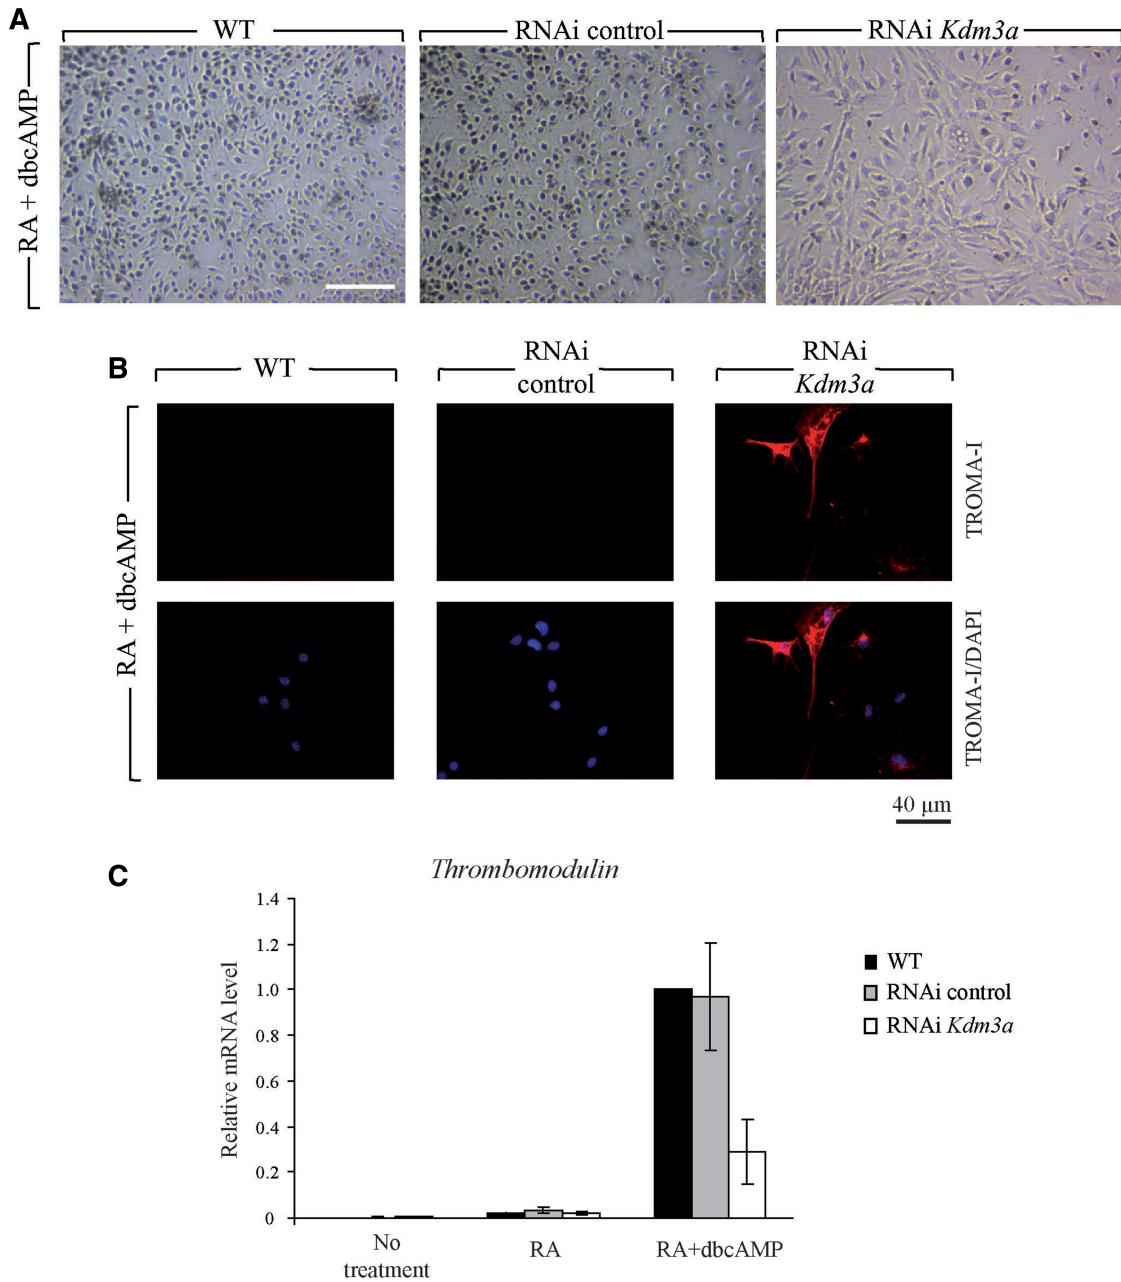 A
WT
RNAi control
RNAi Kdm3a
RA + dbcAMP
B
WT
RNAi
control
RNAi
Kdm3a
RA + dbcAMP
TROMA-I
TROMA-I/DAPI
40 µm
C
Thrombomodulin
Relative mRNA level
1.4
1.2
1.0
0.8
0.6
0.4
0.2
0
No
treatment
RA
RA+dbcAMP
WT
RNAi control
RNAi Kdm3a